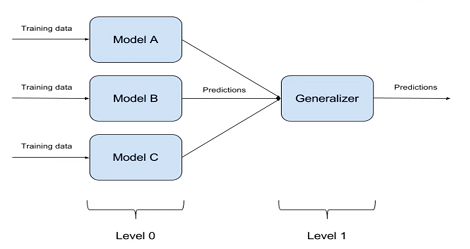 Training data
Model A
Training data
Model B
Predictions
Generalizer
Predictions
Training data
Model C
Level 0
Level 1